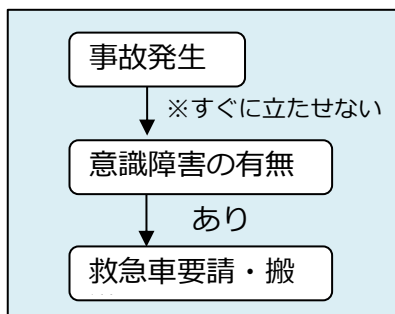 事故発生
※すぐに立たせない
意識障害の有無
あり
救急車要請・搬